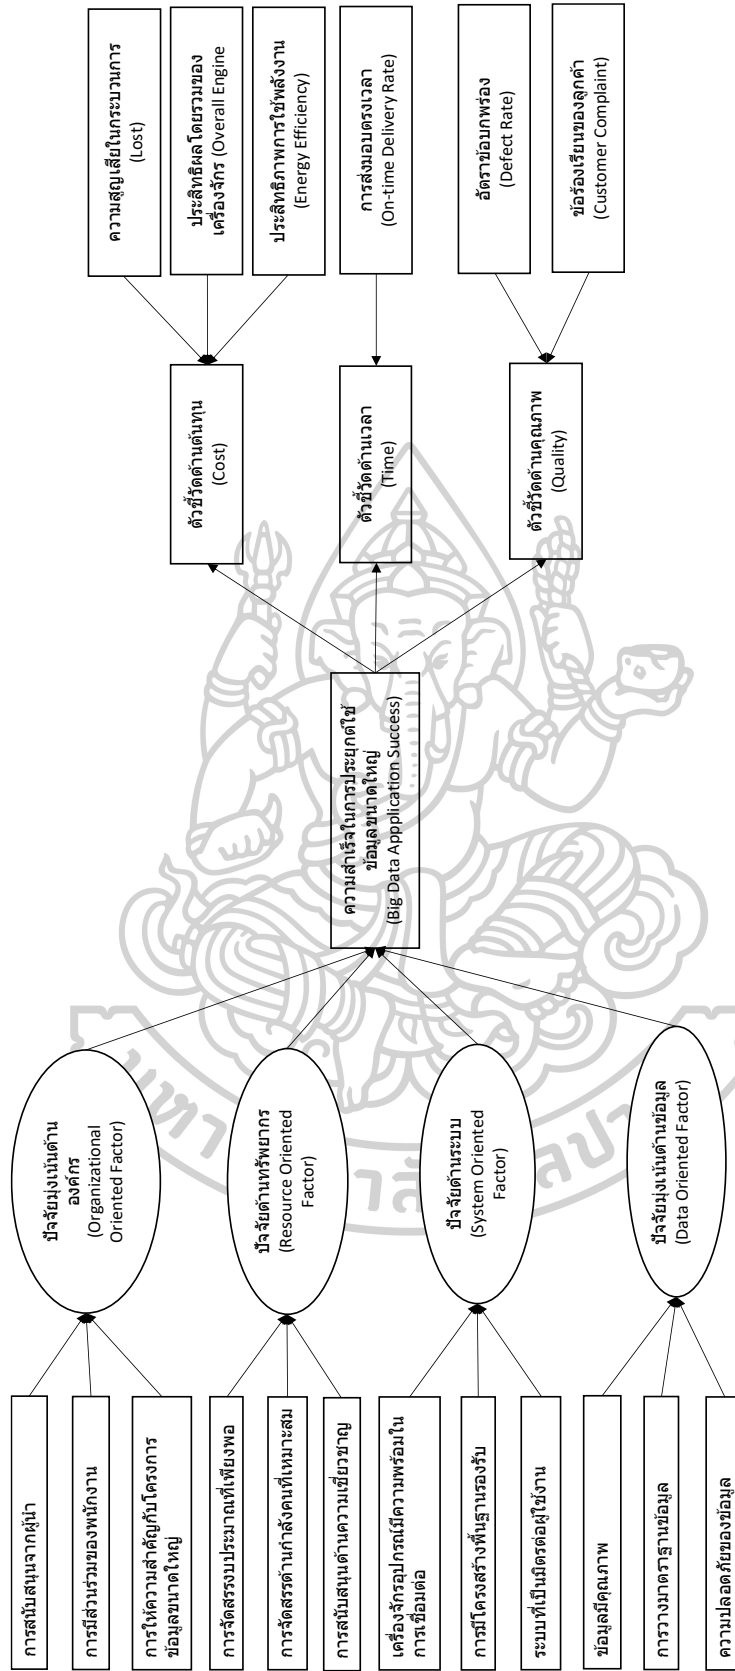 การสนับสนุนจากผู้นำ
การมีส่วนร่วมของพนักงาน
การให้ความสำคัญกับโครงการ
ข้อมูลขนาดใหญ่
การจัดสรรงบประมาณที่เพียงพอ
การจัดสรรด้านกำลังคนที่เหมาะสม
การสนับสนุนด้านความเชี่ยวชาญ
เครื่องจักรอุปกรณ์มีความพร้อมใน
การเชื่อมต่อ
การมีโครงสร้างพื้นฐานรองรับ
ระบบที่เป็นมิตรต่อผู้ใช้งาน
ข้อมูลมีคุณภาพ
การวางมาตราฐานข้อมูล
ความปลอดภัยของข้อมูล
ปัจจัยมุ่งเน้นด้าน
องค์กร
(Organizational
Oriented Factor)
ปัจจัยด้านทรัพยากร
(Resource Oriented
Factor)
ปัจจัยด้านระบบ
(System Oriented
Factor)
ปัจจัยมุ่งเน้นด้านข้อมูล
(Data Oriented Factor)
ความสำเร็จในการประยุกต์ใช้
ข้อมูลขนาดใหญ่
(Big Data Appplication Success)
ตัวชี้วัดด้านต้นทุน
(Cost)
ตัวชี้วัดด้านเวลา
(Time)
ตัวชี้วัดด้านคุณภาพ
(Quality)
ความสูญเสียในกระบวนการ
(Lost)
ประสิทธิผลโดยรวมของ
เครื่องจักร (Overall Engine
ประสิทธิภาพการใช้พลังงาน
(Energy Efficiency)
การส่งมอบตรงเวลา
(On-time Delivery Rate)
อัตราข้อบกพร่อง
(Defect Rate)
ข้อร้องเรียนของลูกค้า
(Customer Complaint)